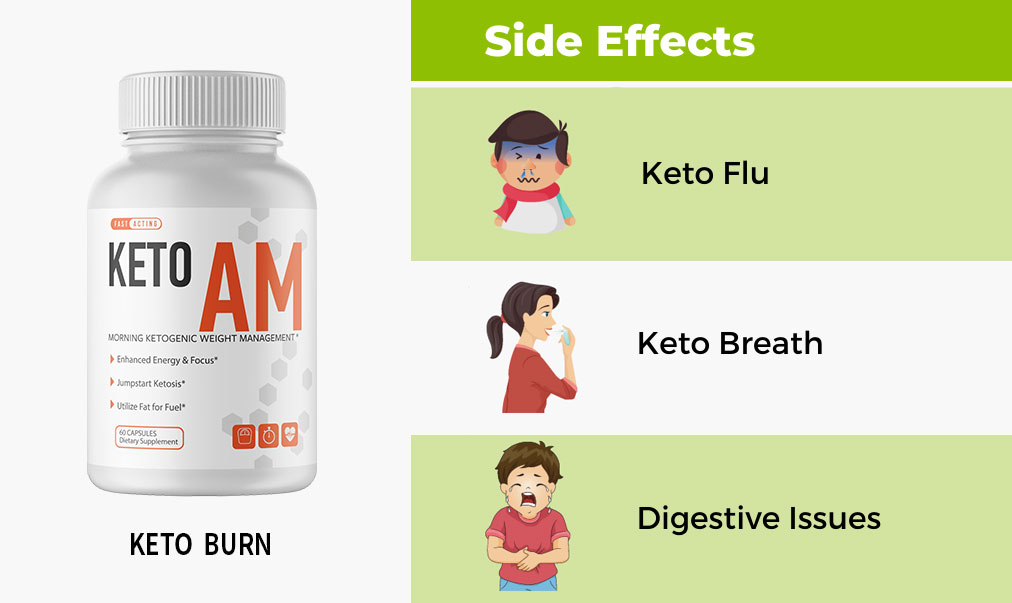 FAST ACTING
KETO AM
MORNING KETOGENIC WEIGHT MANAGEMENT*
Enhanced Energy & Focus*
Jumpstart Ketosis*
Utilize Fat for Fuel*
60 CAPSULES
Dietary Supplement
KETO BURN
Side Effects
Keto Flu
Keto Breath
Digestive Issues